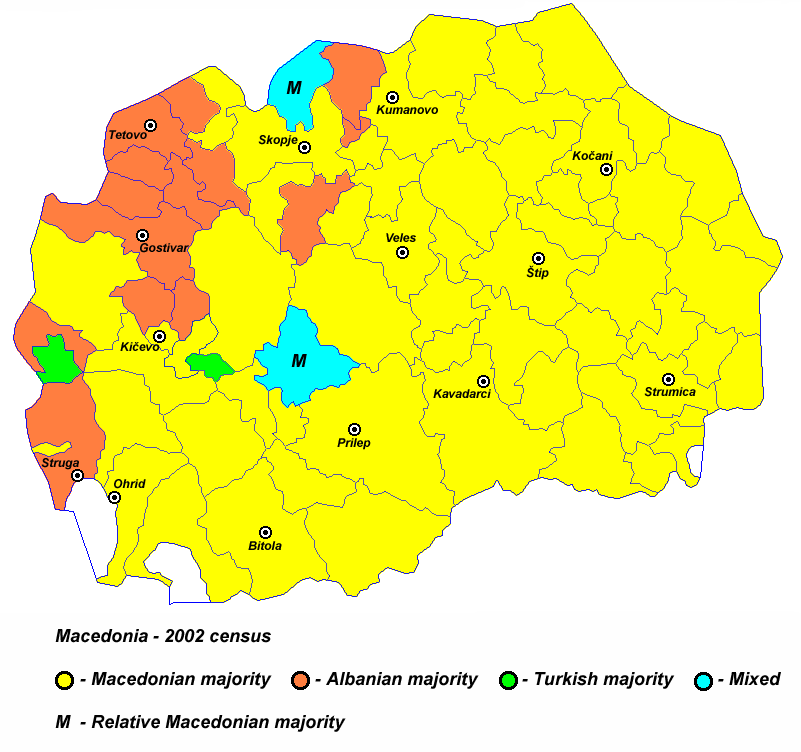 M
Kumanovo
Tetovo
Skopje
Kočani
Gostivar
Veles
Štip
Kičevo
M
Kavadarci
Strumica
Prilep
Struga
Ohrid
Bitola
Macedonia - 2002 census
- Macedonian majority - Albanian majority - Turkish majority - Mixed
M - Relative Macedonian majority